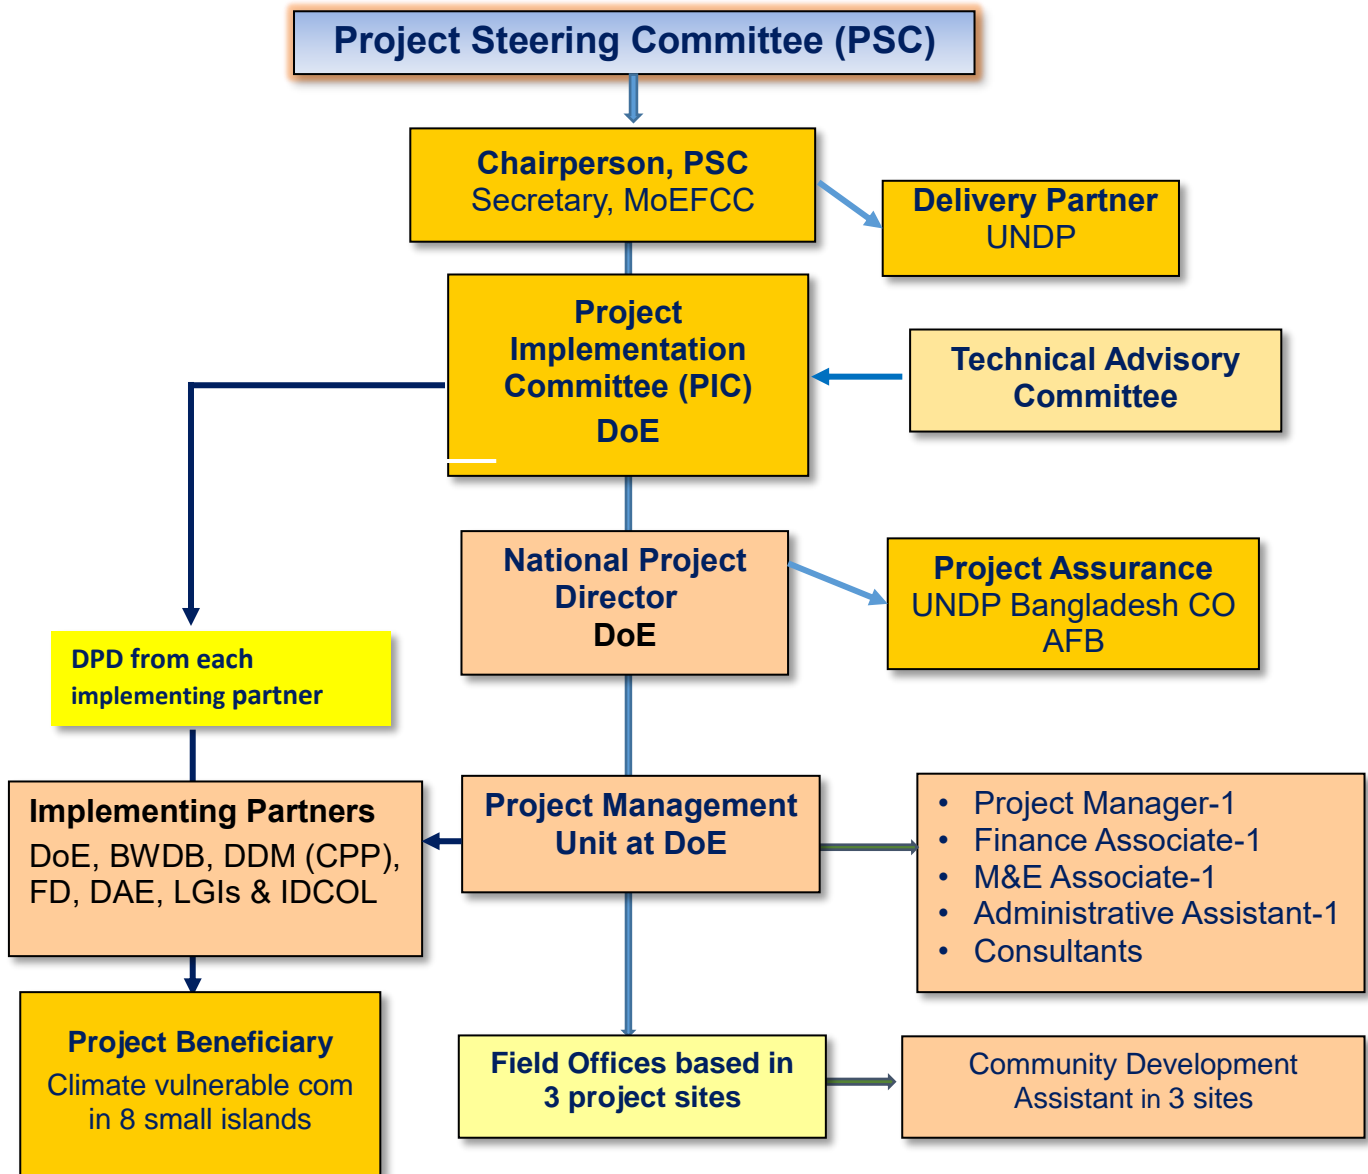 Project Steering Committee (PSC)
Chairperson, PSC
Secretary, MoEFCC
Delivery Partner
UNDP
Project
Implementation
Committee (PIC)
DoE
Technical Advisory
Committee
National Project
Director
DoE
Project Assurance
UNDP Bangladesh CO
AFB
DPD from each
implementing partner
Implementing Partners
DoE, BWDB, DDM (CPP),
FD, DAE, LGIs & IDCOL
Project Management
Unit at DoE
• Project Manager-1
• Finance Associate-1
• M&E Associate-1
• Administrative Assistant-1
• Consultants
Project Beneficiary
Climate vulnerable com
in 8 small islands
Field Offices based in
3 project sites
Community Development
Assistant in 3 sites